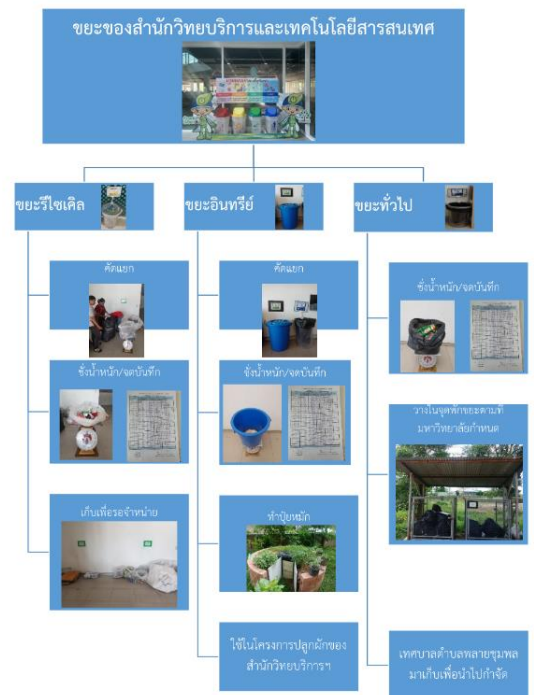 ขยะของสำนักวิทยบริการและเทคโนโลยีสารสนเทศ
ขยะรีไซเคิล
คัดแยก
ชั่งน้ำหนัก/จดบันทึก
เก็บเพื่อรอจำหน่าย
ขยะอินทรีย์
คัดแยก
ชั่งน้ำหนัก/จดบันทึก
ทำปุ๋ยหมัก
ใช้ในโครงการปลูกผักของ
สำนักวิทยบริการฯ
ขยะทั่วไป
ชั่งน้ำหนัก/จดบันทึก
วางในจุดพักขยะตามที่
มหาวิทยาลัยกำหนด
เทศบาลตำบลพลายชุมพล
มาเก็บเพื่อนำไปกำจัด